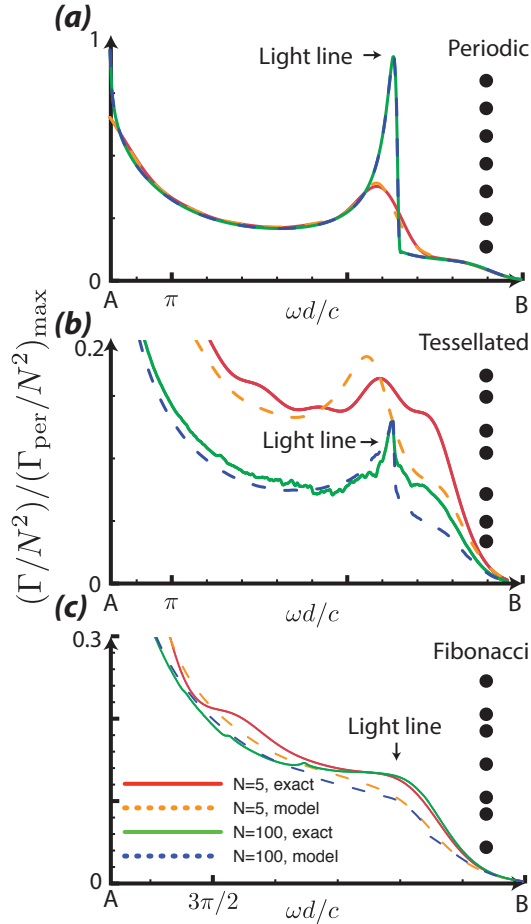 (a)
1
Light line
Periodic
0
A
π
ωd/c
B
(Γ/N²)/(Γper/N²)max
(b)
0.2
Tessellated
Light line
0
A
π
ωd/c
B
(c)
0.3
Fibonacci
Light line
N=5, exact
N=5, model
N=100, exact
N=100, model
0
A
3π/2
ωd/c
B